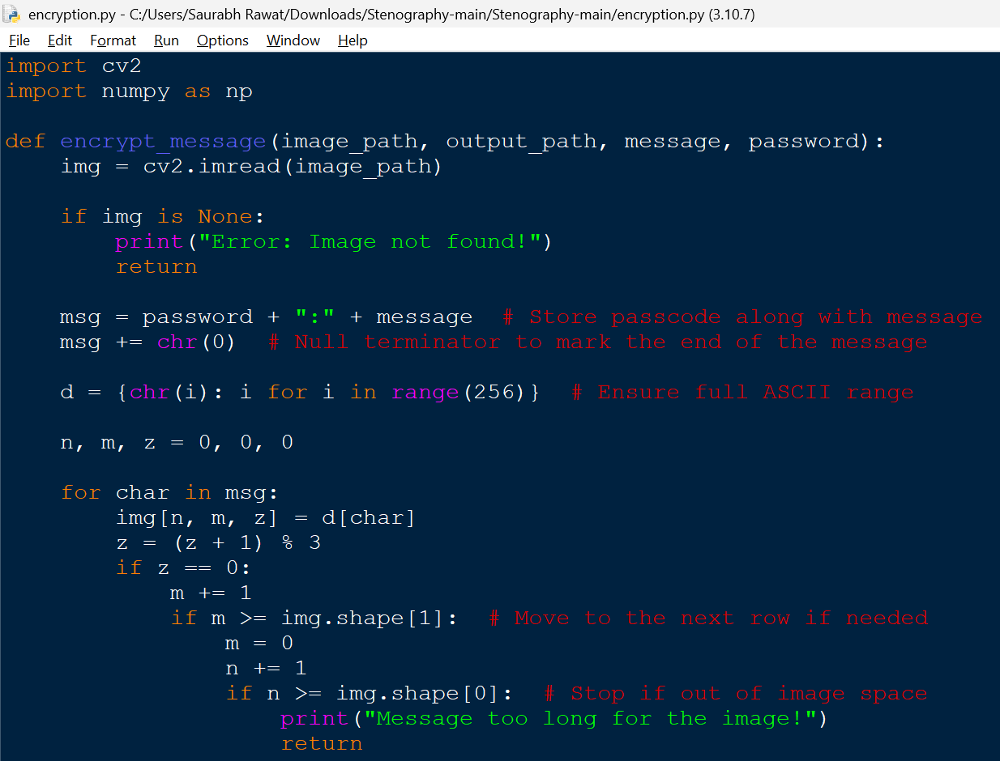 encryption.py - C:/Users/Saurabh Rawat/Downloads/Stenography-main/Stenography-main/encryption.py (3.10.7)
File Edit Format Run Options Window Help
import cv2
import numpy as np

def encrypt_message(image_path, output_path, message, password):
    img = cv2.imread(image_path)

    if img is None:
        print("Error: Image not found!")
        return

    msg = password + ":" + message  # Store passcode along with message
    msg += chr(0)  # Null terminator to mark the end of the message

    d = {chr(i): i for i in range(256)}  # Ensure full ASCII range

    n, m, z = 0, 0, 0

    for char in msg:
        img[n, m, z] = d[char]
        z = (z + 1) % 3
        if z == 0:
            m += 1
            if m >= img.shape[1]:  # Move to the next row if needed
                m = 0
                n += 1
                if n >= img.shape[0]:  # Stop if out of image space
                    print("Message too long for the image!")
                    return